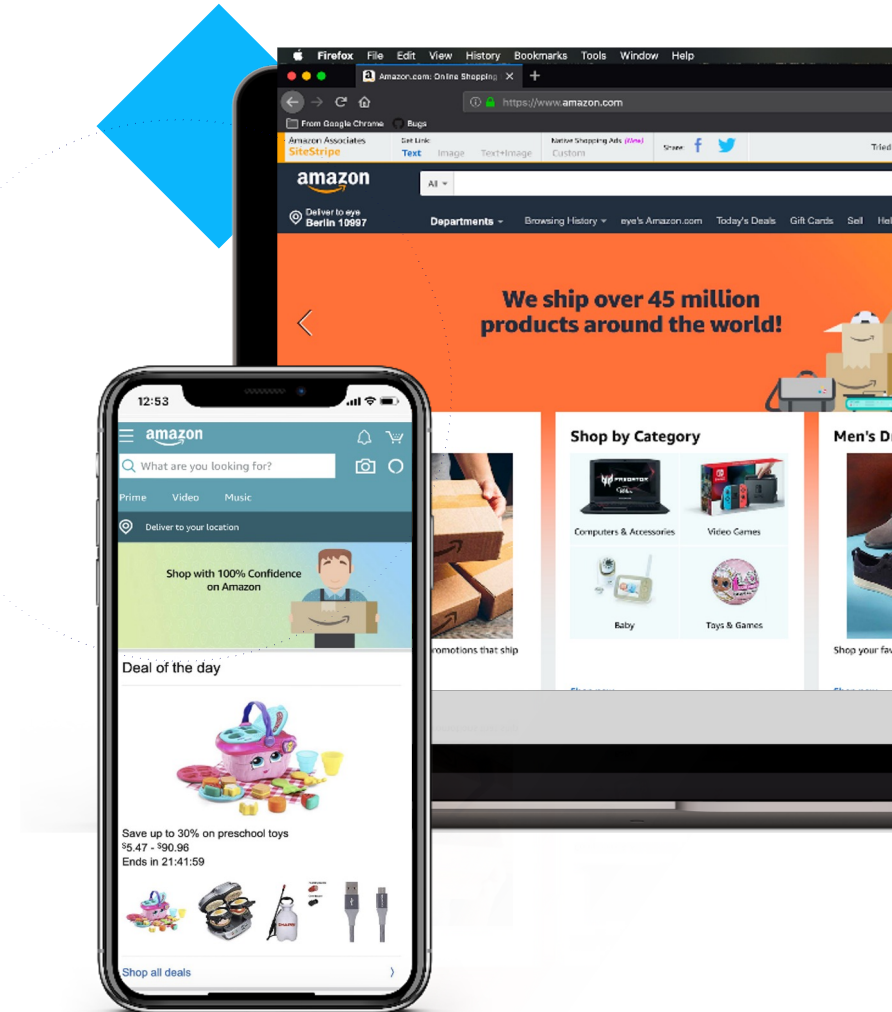 Firefox File Edit View History Bookmarks Tools Window Help
Amazon.com: Online Shopping
https://www.amazon.com
From Google Chrome Bugs
Amazon Associates
SiteStripe
Get Link:
Text Image Text+Image
Native Shopping Ads (New)
Custom
Share:
Tried
amazon
All
Deliver to eye
Berlin 10997
Departments Browsing History eye's Amazon.com Today's Deals Gift Cards Sell Hel
We ship over 45 million
products around the world!
Shop by Category
PREDATOR
Computers & Accessories
Video Games
Baby
Toys & Games
romotions that ship
Men's D
Shop your fav
12:53
amazon
What are you looking for?
Prime Video Music
Deliver to your location
Shop with 100% Confidence
on Amazon
Deal of the day
Save up to 30% on preschool toys
$5.47 - $90.96
Ends in 21:41:59
Shop all deals